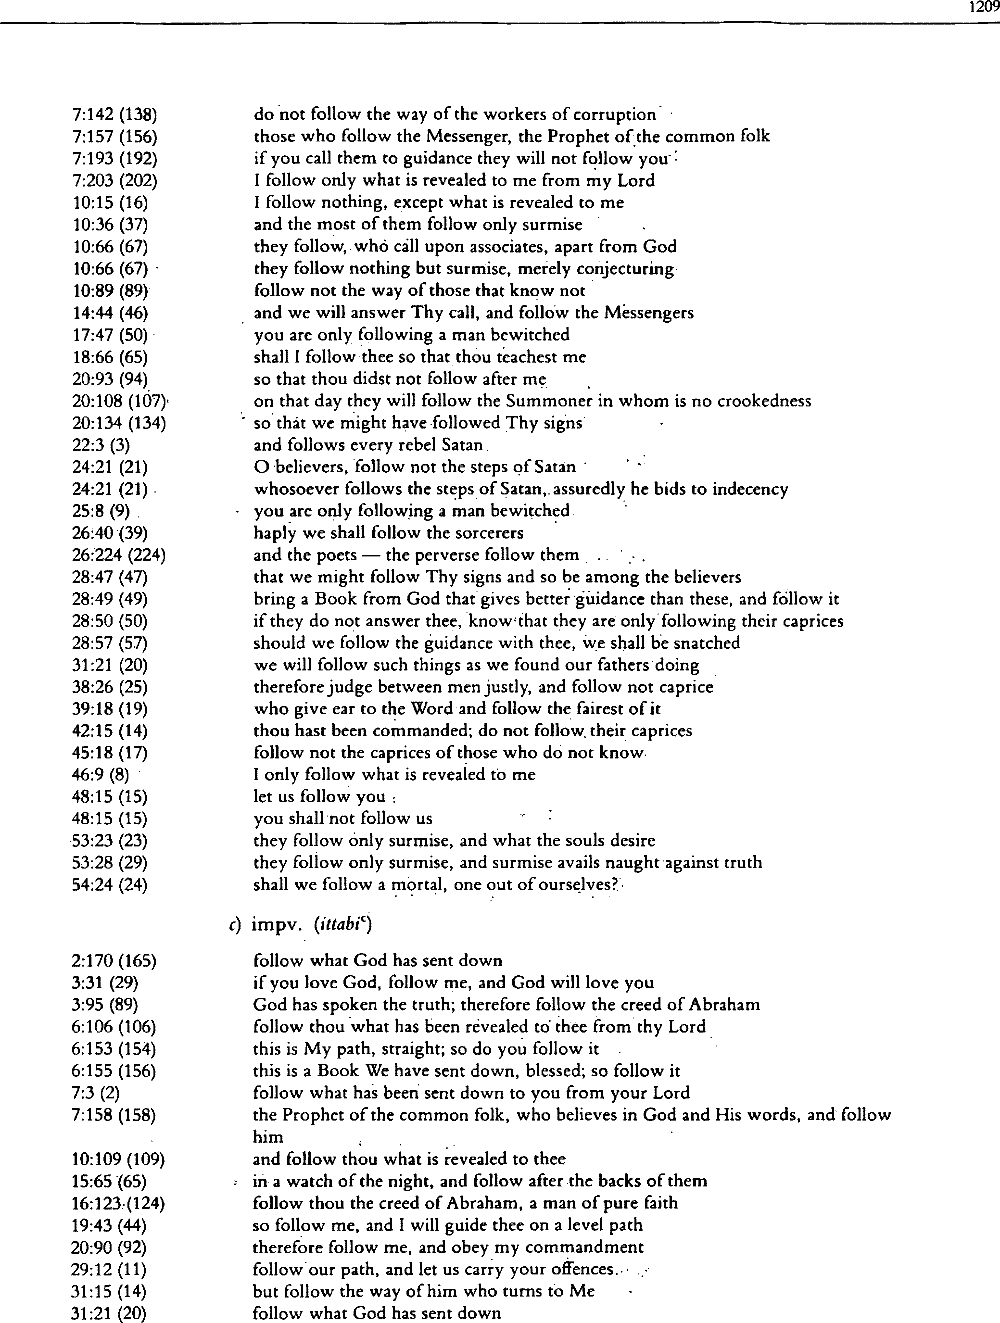 1209
7:142 (138) do not follow the way of the workers of corruption
7:157 (156) those who follow the Messenger, the Prophet of the common folk
7:193 (192) if you call them to guidance they will not follow you
7:203 (202) I follow only what is revealed to me from my Lord
10:15 (16) I follow nothing, except what is revealed to me
10:36 (37) and the most of them follow only surmise
10:66 (67) they follow, who call upon associates, apart from God
10:66 (67) they follow nothing but surmise, merely conjecturing
10:89 (89) follow not the way of those that know not
14:44 (46) and we will answer Thy call, and follow the Messengers
17:47 (50) you are only following a man bewitched
18:66 (65) shall I follow thee so that thou teachest me
20:93 (94) so that thou didst not follow after me
20:108 (107) on that day they will follow the Summoner in whom is no crookedness
20:134 (134) so that we might have followed Thy signs
22:3 (3) and follows every rebel Satan
24:21 (21) O believers, follow not the steps of Satan
24:21 (21) whosoever follows the steps of Satan, assuredly he bids to indecency
25:8 (9) you are only following a man bewitched
26:40 (39) haply we shall follow the sorcerers
26:224 (224) and the poets — the perverse follow them
28:47 (47) that we might follow Thy signs and so be among the believers
28:49 (49) bring a Book from God that gives better guidance than these, and follow it
28:50 (50) if they do not answer thee, know that they are only following their caprices
28:57 (57) should we follow the guidance with thee, we shall be snatched
31:21 (20) we will follow such things as we found our fathers doing
38:26 (25) therefore judge between men justly, and follow not caprice
39:18 (19) who give ear to the Word and follow the fairest of it
42:15 (14) thou hast been commanded; do not follow their caprices
45:18 (17) follow not the caprices of those who do not know
46:9 (8) I only follow what is revealed to me
48:15 (15) let us follow you
48:15 (15) you shall not follow us
53:23 (23) they follow only surmise, and what the souls desire
53:28 (29) they follow only surmise, and surmise avails naught against truth
54:24 (24) shall we follow a mortal, one out of ourselves?
c) impv. (ittabiᶜ)
2:170 (165) follow what God has sent down
3:31 (29) if you love God, follow me, and God will love you
3:95 (89) God has spoken the truth; therefore follow the creed of Abraham
6:106 (106) follow thou what has been revealed to thee from thy Lord
6:153 (154) this is My path, straight; so do you follow it
6:155 (156) this is a Book We have sent down, blessed; so follow it
7:3 (2) follow what has been sent down to you from your Lord
7:158 (158) the Prophet of the common folk, who believes in God and His words, and follow
him
10:109 (109) and follow thou what is revealed to thee
15:65 (65) in a watch of the night, and follow after the backs of them
16:123 (124) follow thou the creed of Abraham, a man of pure faith
19:43 (44) so follow me, and I will guide thee on a level path
20:90 (92) therefore follow me, and obey my commandment
29:12 (11) follow our path, and let us carry your offences
31:15 (14) but follow the way of him who turns to Me
31:21 (20) follow what God has sent down